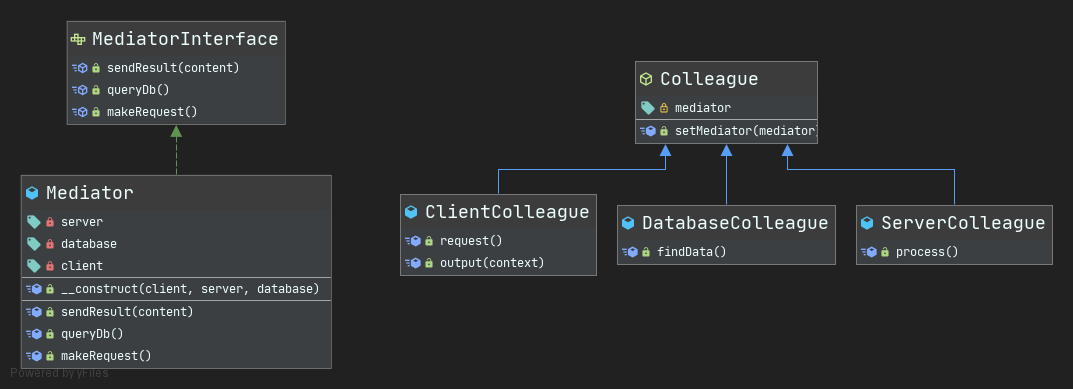 MediatorInterface
sendResult(content)
queryDb()
makeRequest()
Mediator
server
database
client
__construct(client, server, database)
sendResult(content)
queryDb()
makeRequest()
Colleague
mediator
setMediator(mediator)
ClientColleague
request()
output(context)
DatabaseColleague
findData()
ServerColleague
process()
Powered by yFiles